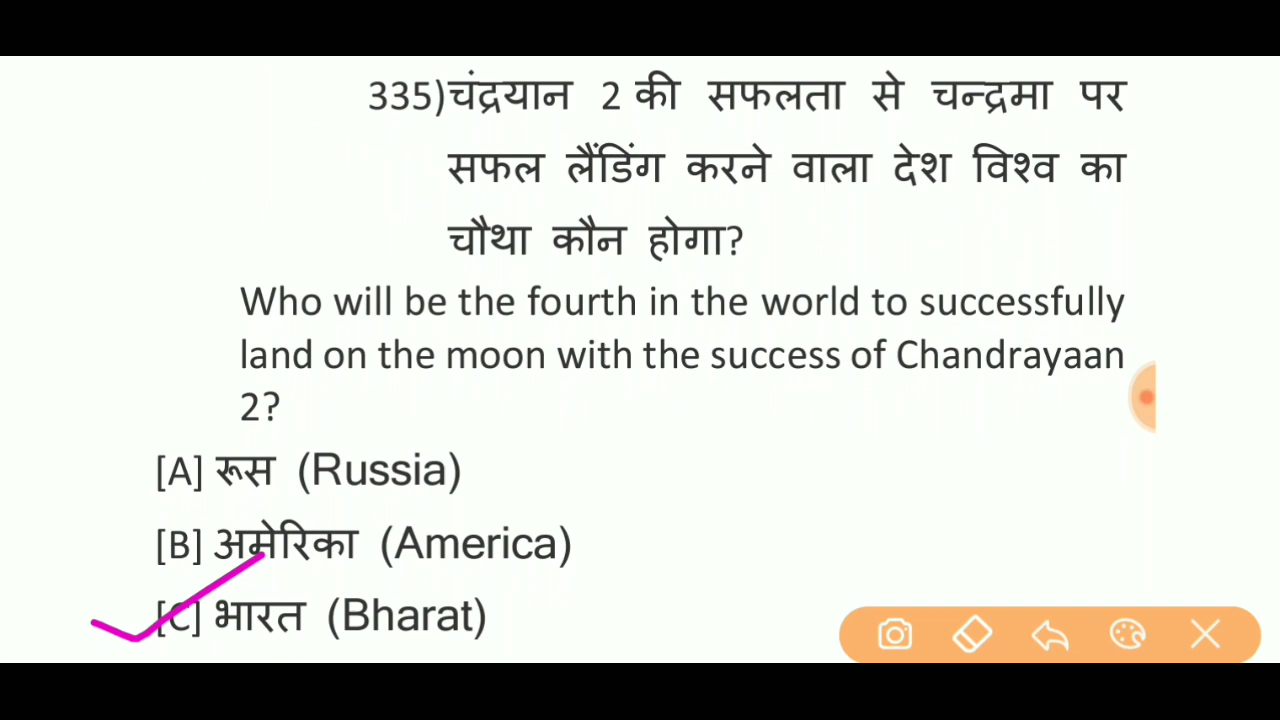 335)चंद्रयान 2 की सफलता से चन्द्रमा पर
सफल लैंडिंग करने वाला देश विश्व का
चौथा कौन होगा?
Who will be the fourth in the world to successfully
land on the moon with the success of Chandrayaan
2?
[A] रूस (Russia)
[B] अमेरिका (America)
[C] भारत (Bharat)